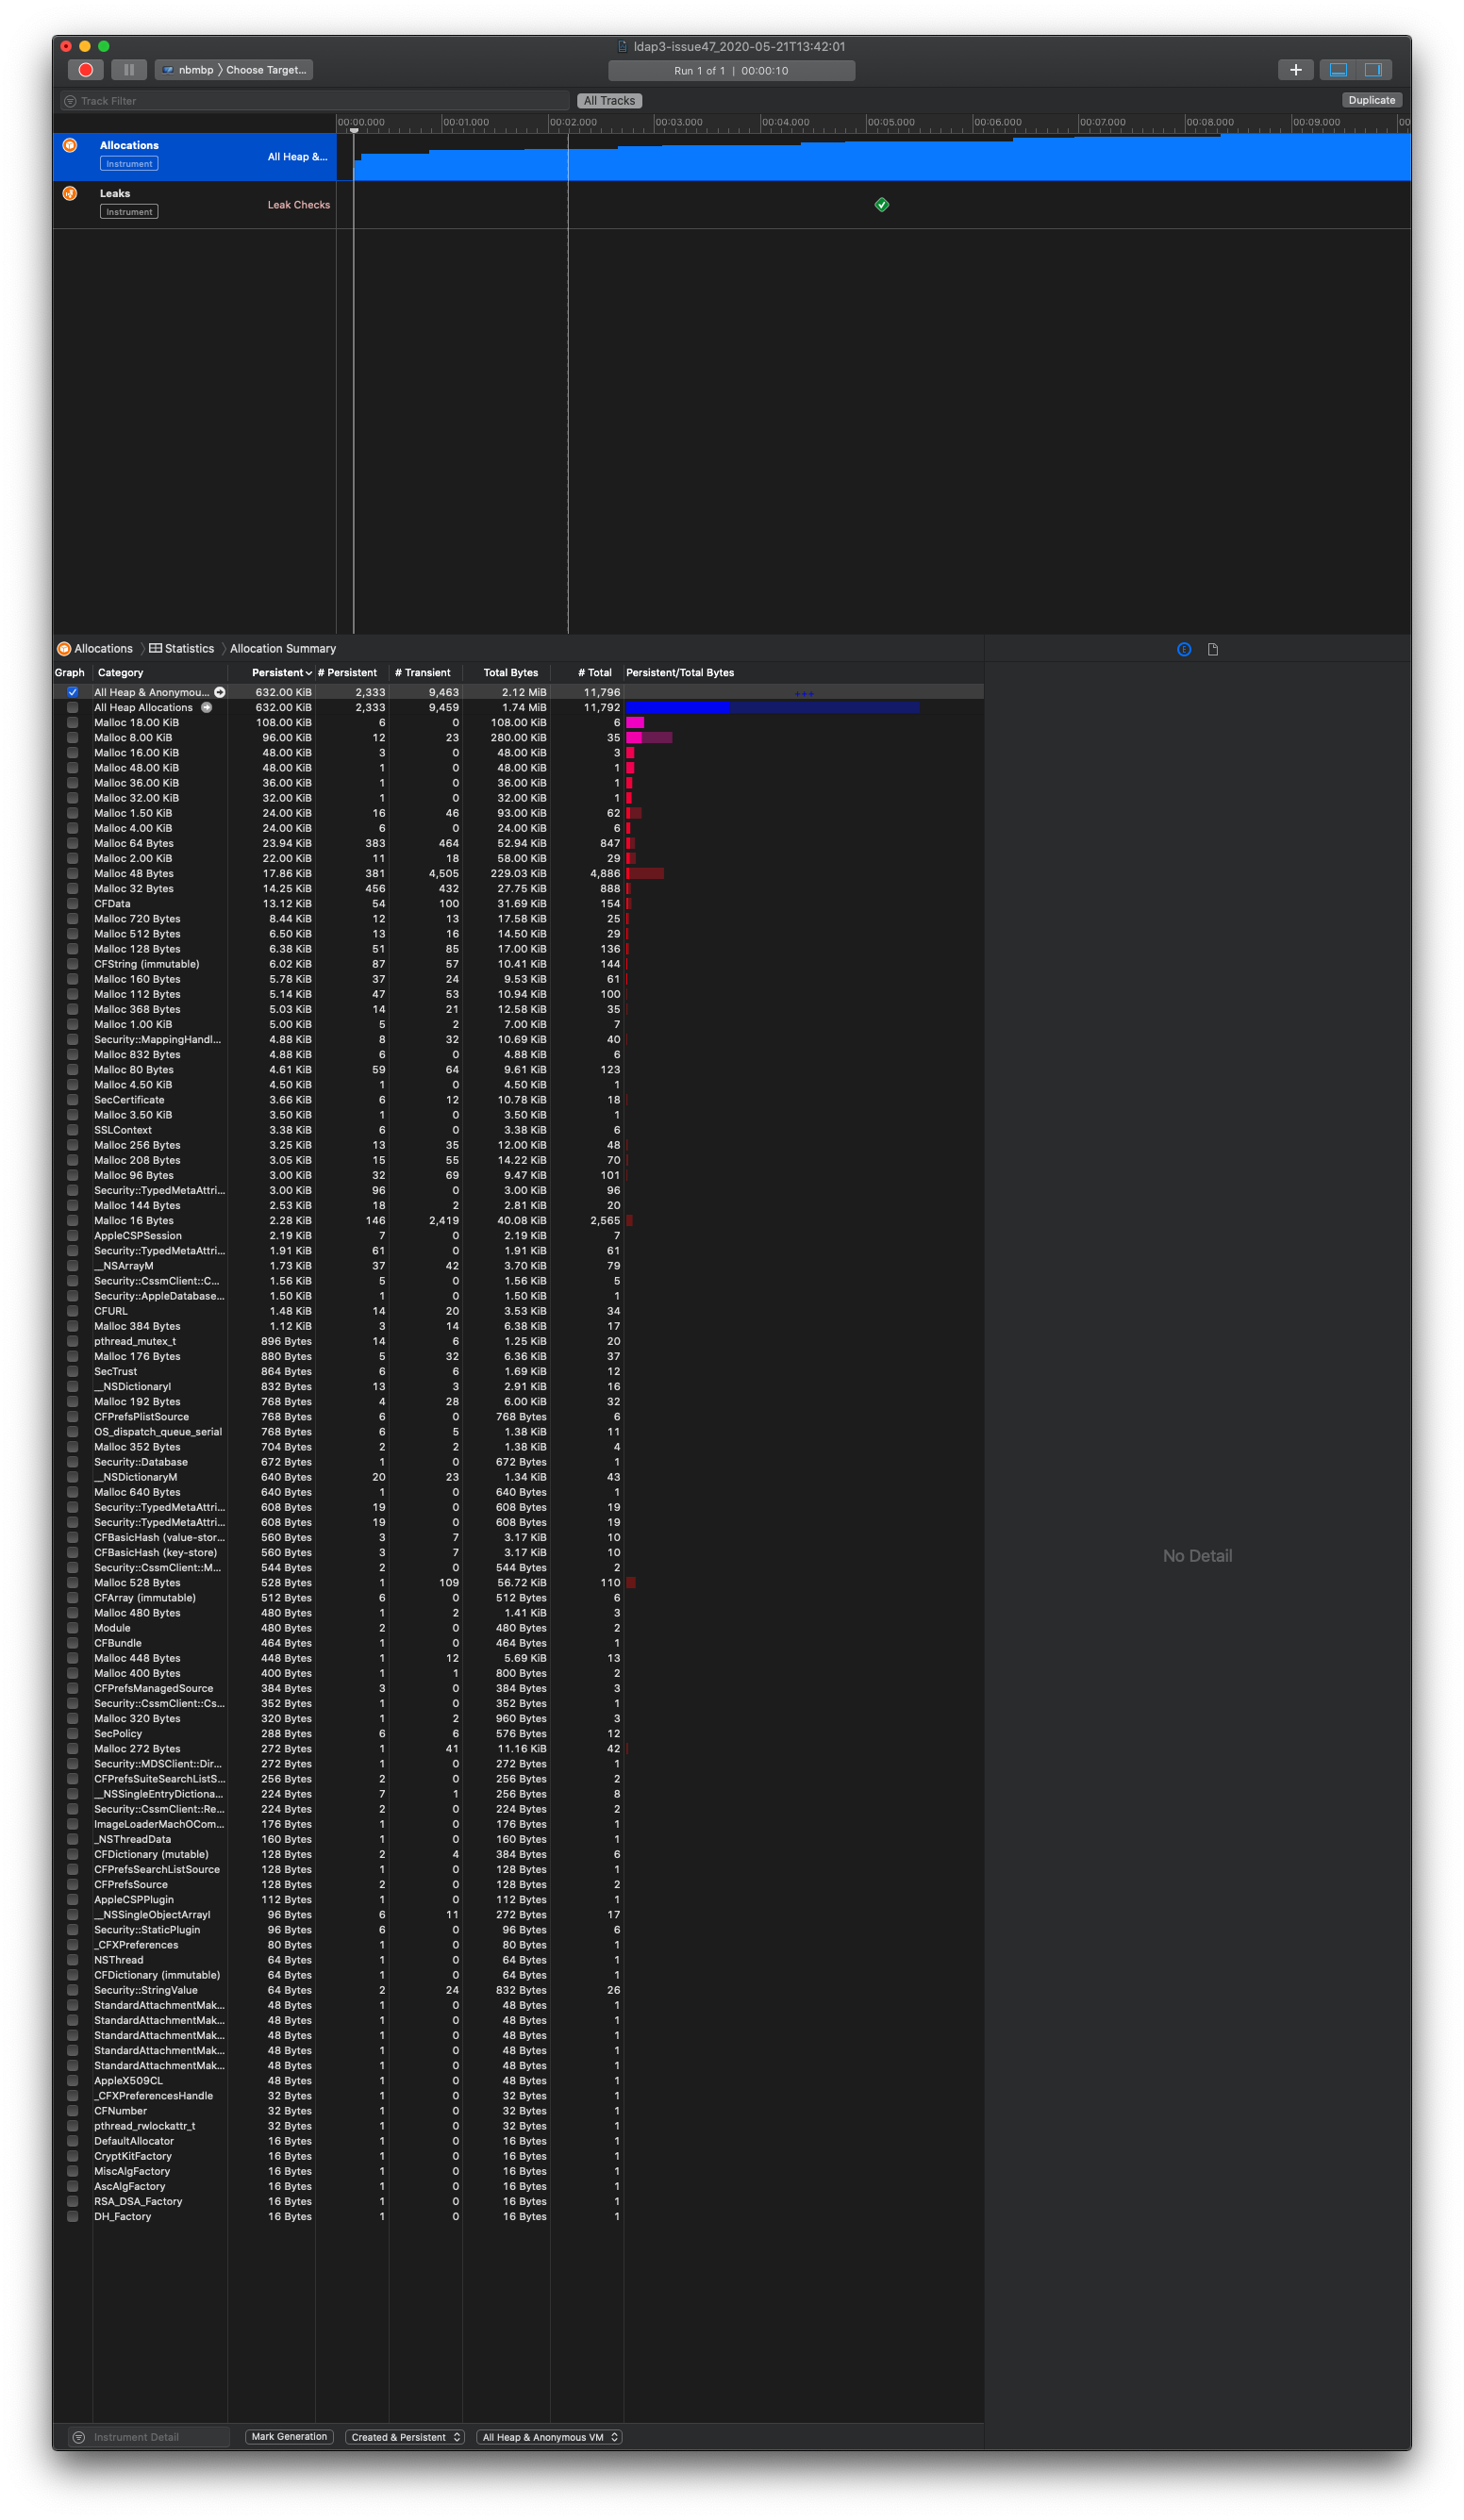 ldap3-issue47_2020-05-21T13:42:01
nbmbp 〉Choose Target...
Run 1 of 1 | 00:00:10
Track Filter
All Tracks
Duplicate
00:00.000 00:01.000 00:02.000 00:03.000 00:04.000 00:05.000 00:06.000 00:07.000 00:08.000 00:09.000 00
Allocations
Instrument
All Heap &...
Leaks
Instrument
Leak Checks
Allocations 〉 Statistics 〉 Allocation Summary
Graph Category Persistent # Persistent # Transient Total Bytes # Total Persistent/Total Bytes
All Heap & Anonymou... 632.00 KiB 2,333 9,463 2.12 MiB 11,796 +++
All Heap Allocations 632.00 KiB 2,333 9,459 1.74 MiB 11,792
Malloc 18.00 KiB 108.00 KiB 6 0 108.00 KiB 6
Malloc 8.00 KiB 96.00 KiB 12 23 280.00 KiB 35
Malloc 16.00 KiB 48.00 KiB 3 0 48.00 KiB 3
Malloc 48.00 KiB 48.00 KiB 1 0 48.00 KiB 1
Malloc 36.00 KiB 36.00 KiB 1 0 36.00 KiB 1
Malloc 32.00 KiB 32.00 KiB 1 0 32.00 KiB 1
Malloc 1.50 KiB 24.00 KiB 16 46 93.00 KiB 62
Malloc 4.00 KiB 24.00 KiB 6 0 24.00 KiB 6
Malloc 64 Bytes 23.94 KiB 383 464 52.94 KiB 847
Malloc 2.00 KiB 22.00 KiB 11 18 58.00 KiB 29
Malloc 48 Bytes 17.86 KiB 381 4,505 229.03 KiB 4,886
Malloc 32 Bytes 14.25 KiB 456 432 27.75 KiB 888
CFData 13.12 KiB 54 100 31.69 KiB 154
Malloc 720 Bytes 8.44 KiB 12 13 17.58 KiB 25
Malloc 512 Bytes 6.50 KiB 13 16 14.50 KiB 29
Malloc 128 Bytes 6.38 KiB 51 85 17.00 KiB 136
CFString (immutable) 6.02 KiB 87 57 10.41 KiB 144
Malloc 160 Bytes 5.78 KiB 37 24 9.53 KiB 61
Malloc 112 Bytes 5.14 KiB 47 53 10.94 KiB 100
Malloc 368 Bytes 5.03 KiB 14 21 12.58 KiB 35
Malloc 1.00 KiB 5.00 KiB 5 2 7.00 KiB 7
Security::MappingHandl... 4.88 KiB 8 32 10.69 KiB 40
Malloc 832 Bytes 4.88 KiB 6 0 4.88 KiB 6
Malloc 80 Bytes 4.61 KiB 59 64 9.61 KiB 123
Malloc 4.50 KiB 4.50 KiB 1 0 4.50 KiB 1
SecCertificate 3.66 KiB 6 12 10.78 KiB 18
Malloc 3.50 KiB 3.50 KiB 1 0 3.50 KiB 1
SSLContext 3.38 KiB 6 0 3.38 KiB 6
Malloc 256 Bytes 3.25 KiB 13 35 12.00 KiB 48
Malloc 208 Bytes 3.05 KiB 15 55 14.22 KiB 70
Malloc 96 Bytes 3.00 KiB 32 69 9.47 KiB 101
Security::TypedMetaAttri... 3.00 KiB 96 0 3.00 KiB 96
Malloc 144 Bytes 2.53 KiB 18 2 2.81 KiB 20
Malloc 16 Bytes 2.28 KiB 146 2,419 40.08 KiB 2,565
AppleCSPSession 2.19 KiB 7 0 2.19 KiB 7
Security::TypedMetaAttri... 1.91 KiB 61 0 1.91 KiB 61
__NSArrayM 1.73 KiB 37 42 3.70 KiB 79
Security::CssmClient::C... 1.56 KiB 5 0 1.56 KiB 5
Security::AppleDatabase... 1.50 KiB 1 0 1.50 KiB 1
CFURL 1.48 KiB 14 20 3.53 KiB 34
Malloc 384 Bytes 1.12 KiB 3 14 6.38 KiB 17
pthread_mutex_t 896 Bytes 14 6 1.25 KiB 20
Malloc 176 Bytes 880 Bytes 5 32 6.36 KiB 37
SecTrust 864 Bytes 6 6 1.69 KiB 12
__NSDictionaryI 832 Bytes 13 3 2.91 KiB 16
Malloc 192 Bytes 768 Bytes 4 28 6.00 KiB 32
CFPrefsPlistSource 768 Bytes 6 0 768 Bytes 6
OS_dispatch_queue_serial 768 Bytes 6 5 1.38 KiB 11
Malloc 352 Bytes 704 Bytes 2 2 1.38 KiB 4
Security::Database 672 Bytes 1 0 672 Bytes 1
__NSDictionaryM 640 Bytes 20 23 1.34 KiB 43
Malloc 640 Bytes 640 Bytes 1 0 640 Bytes 1
Security::TypedMetaAttri... 608 Bytes 19 0 608 Bytes 19
Security::TypedMetaAttri... 608 Bytes 19 0 608 Bytes 19
CFBasicHash (value-stor... 560 Bytes 3 7 3.17 KiB 10
CFBasicHash (key-store) 560 Bytes 3 7 3.17 KiB 10
Security::CssmClient::M... 544 Bytes 2 0 544 Bytes 2
Malloc 528 Bytes 528 Bytes 1 109 56.72 KiB 110
CFArray (immutable) 512 Bytes 6 0 512 Bytes 6
Malloc 480 Bytes 480 Bytes 1 2 1.41 KiB 3
Module 480 Bytes 2 0 480 Bytes 2
CFBundle 464 Bytes 1 0 464 Bytes 1
Malloc 448 Bytes 448 Bytes 1 12 5.69 KiB 13
Malloc 400 Bytes 400 Bytes 1 1 800 Bytes 2
CFPrefsManagedSource 384 Bytes 3 0 384 Bytes 3
Security::CssmClient::Cs... 352 Bytes 1 0 352 Bytes 1
Malloc 320 Bytes 320 Bytes 1 2 960 Bytes 3
SecPolicy 288 Bytes 6 6 576 Bytes 12
Malloc 272 Bytes 272 Bytes 1 41 11.16 KiB 42
Security::MDSClient::Dir... 272 Bytes 1 0 272 Bytes 1
CFPrefsSuiteSearchListS... 256 Bytes 2 0 256 Bytes 2
__NSSingleEntryDictiona... 224 Bytes 7 1 256 Bytes 8
Security::CssmClient::Re... 224 Bytes 2 0 224 Bytes 2
ImageLoaderMachOCom... 176 Bytes 1 0 176 Bytes 1
_NSThreadData 160 Bytes 1 0 160 Bytes 1
CFDictionary (mutable) 128 Bytes 2 4 384 Bytes 6
CFPrefsSearchListSource 128 Bytes 1 0 128 Bytes 1
CFPrefsSource 128 Bytes 2 0 128 Bytes 2
AppleCSPPlugin 112 Bytes 1 0 112 Bytes 1
__NSSingleObjectArrayI 96 Bytes 6 11 272 Bytes 17
Security::StaticPlugin 96 Bytes 6 0 96 Bytes 6
_CFXPreferences 80 Bytes 1 0 80 Bytes 1
NSThread 64 Bytes 1 0 64 Bytes 1
CFDictionary (immutable) 64 Bytes 1 0 64 Bytes 1
Security::StringValue 64 Bytes 2 24 832 Bytes 26
StandardAttachmentMak... 48 Bytes 1 0 48 Bytes 1
StandardAttachmentMak... 48 Bytes 1 0 48 Bytes 1
StandardAttachmentMak... 48 Bytes 1 0 48 Bytes 1
StandardAttachmentMak... 48 Bytes 1 0 48 Bytes 1
StandardAttachmentMak... 48 Bytes 1 0 48 Bytes 1
AppleX509CL 48 Bytes 1 0 48 Bytes 1
_CFXPreferencesHandle 32 Bytes 1 0 32 Bytes 1
CFNumber 32 Bytes 1 0 32 Bytes 1
pthread_rwlockattr_t 32 Bytes 1 0 32 Bytes 1
DefaultAllocator 16 Bytes 1 0 16 Bytes 1
CryptKitFactory 16 Bytes 1 0 16 Bytes 1
MiscAlgFactory 16 Bytes 1 0 16 Bytes 1
AscAlgFactory 16 Bytes 1 0 16 Bytes 1
RSA_DSA_Factory 16 Bytes 1 0 16 Bytes 1
DH_Factory 16 Bytes 1 0 16 Bytes 1
No Detail
Instrument Detail
Mark Generation
Created & Persistent
All Heap & Anonymous VM